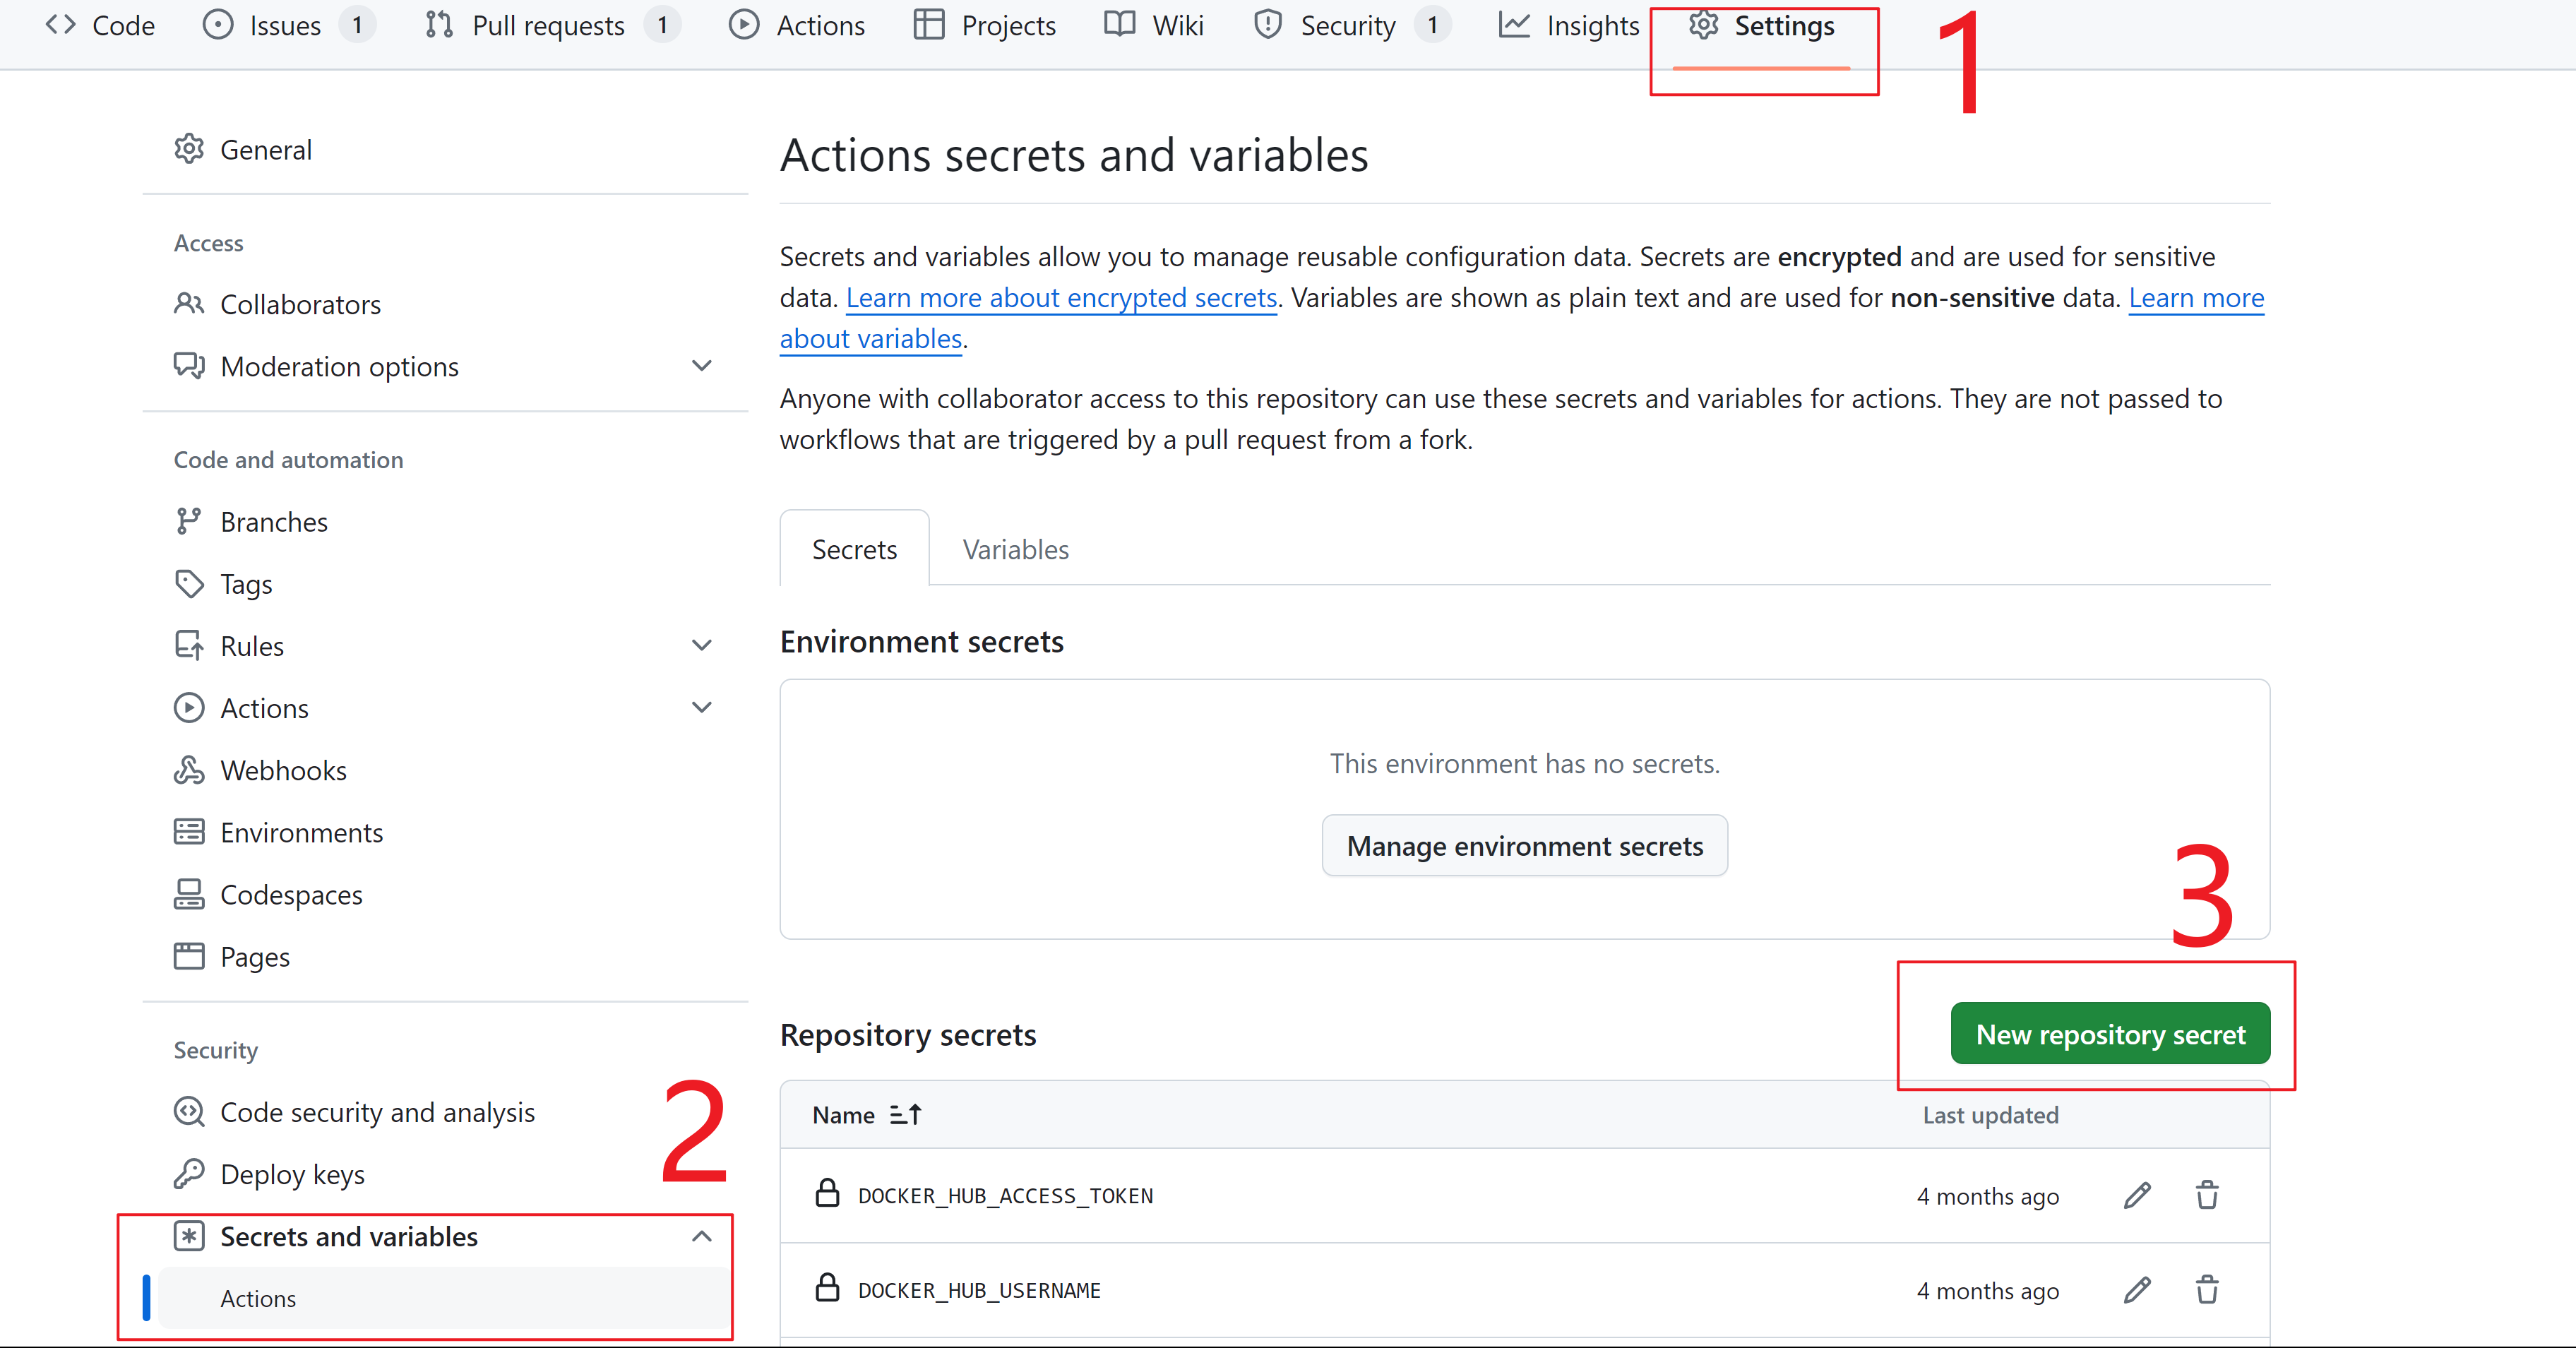 Code Issues 1 Pull requests 1 Actions Projects Wiki Security 1 Insights Settings 1
General
Access
Collaborators
Moderation options
Code and automation
Branches
Tags
Rules
Actions
Webhooks
Environments
Codespaces
Pages
Security
Code security and analysis
Deploy keys
2
Secrets and variables
Actions
Actions secrets and variables
Secrets and variables allow you to manage reusable configuration data. Secrets are encrypted and are used for sensitive
data. Learn more about encrypted secrets. Variables are shown as plain text and are used for non-sensitive data. Learn more
about variables.
Anyone with collaborator access to this repository can use these secrets and variables for actions. They are not passed to
workflows that are triggered by a pull request from a fork.
Secrets Variables
Environment secrets
This environment has no secrets.
Manage environment secrets
3
Repository secrets New repository secret
Name Last updated
DOCKER_HUB_ACCESS_TOKEN 4 months ago
DOCKER_HUB_USERNAME 4 months ago